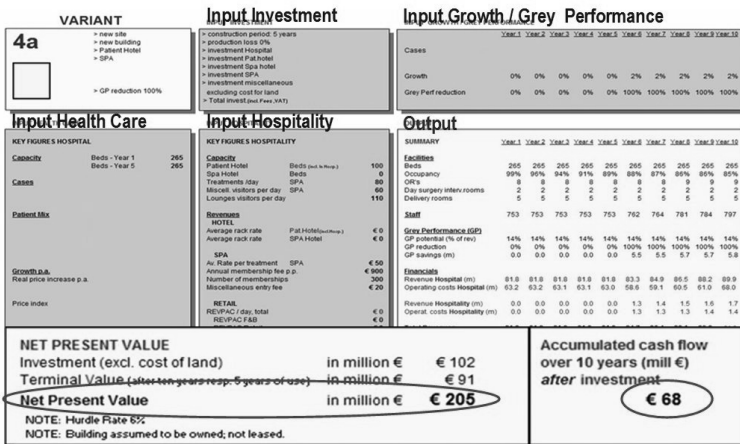 VARIANT
4a
> new site
> new building
> Patient Hotel
> SPA
> GP reduction 100%
Input Investment
> construction period: 5 years
> production loss 0%
> investment Hospital
> investment Pat.hotel
> investment Spa hotel
> investment SPA
> investment miscellaneous
excluding cost for land
> Total invest.(incl.Fees,VAT)
Input Growth / Grey Performance
Year 1 Year 2 Year 3 Year 4 Year 5 Year 6 Year 7 Year 8 Year 9 Year 10
Cases
Growth 0% 0% 0% 0% 0% 2% 2% 2% 2% 2%
Grey Perf reduction 0% 0% 0% 0% 0% 100% 100% 100% 100% 100%
Input Health Care
KEY FIGURES HOSPITAL
Capacity Beds - Year 1 265
Beds - Year 5 265
Cases
Patient Mix
Growth p.a.
Real price increase p.a.
Price index
Input Hospitality
KEY FIGURES HOSPITALITY
Capacity
Patient Hotel Beds (incl. in Hosp.) 100
Spa Hotel Beds 0
Treatments /day SPA 80
Miscell. visitors per day SPA 60
Lounges visitors per day 110
Revenues
HOTEL
Average rack rate Pat.Hotel(incl.Hosp.) € 0
Average rack rate SPA Hotel € 0
SPA
Av. Rate per treatment SPA € 50
Annual membership fee p.p. € 900
Number of memberships 300
Miscellaneous entry fee € 20
RETAIL
REVPAC / day, total € 0
REVPAC F&B € 0
Output
SUMMARY Year 1 Year 2 Year 3 Year 4 Year 5 Year 6 Year 7 Year 8 Year 9 Year 10
Facilities
Beds 265 265 265 265 265 265 265 265 265 265
Occupancy 99% 96% 94% 91% 89% 88% 87% 86% 86% 85%
OR's 8 8 8 8 8 8 8 9 9 9
Day surgery interv.rooms 2 2 2 2 2 2 2 2 2 2
Delivery rooms 5 5 5 5 5 5 5 5 5 5
Staff 753 753 753 753 753 762 764 781 784 797
Grey Performance (GP)
GP potential (% of rev) 14% 14% 14% 14% 14% 14% 14% 14% 14% 14%
GP reduction 0% 0% 0% 0% 0% 100% 100% 100% 100% 100%
GP savings (m) 0.0 0.0 0.0 0.0 0.0 5.5 5.5 5.7 5.7 5.8
Financials
Revenue Hospital (m) 81.8 81.8 81.8 81.8 81.8 83.3 84.9 86.5 88.2 89.9
Operating costs Hospital (m) 63.2 63.2 63.1 63.1 63.0 58.6 59.1 60.5 61.0 68.0
Revenue Hospitality (m) 0.0 0.0 0.0 0.0 0.0 1.3 1.4 1.5 1.6 1.7
Operat. costs Hospitality (m) 0.0 0.0 0.0 0.0 0.0 1.3 1.3 1.3 1.4 1.4
NET PRESENT VALUE
Investment (excl. cost of land) in million € € 102
Terminal Value (after ten years resp. 5 years of use) in million € € 91
Net Present Value in million € € 205
NOTE: Hurdle Rate 6%
NOTE: Building assumed to be owned; not leased.
Accumulated cash flow
over 10 years (mill €)
after investment
€ 68